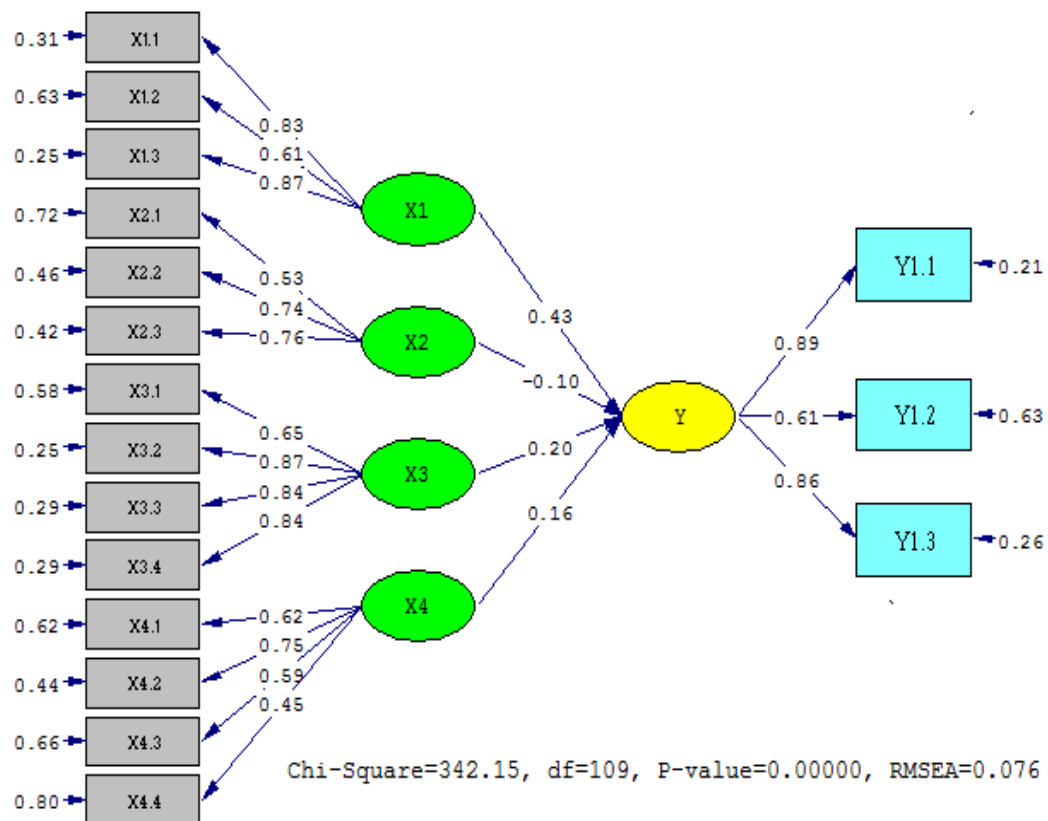 0.31
X1.1
0.63
X1.2
0.25
X1.3
0.72
X2.1
0.46
X2.2
0.42
X2.3
0.58
X3.1
0.25
X3.2
0.29
X3.3
0.29
X3.4
0.62
X4.1
0.44
X4.2
0.66
X4.3
0.80
X4.4
0.83
0.61
0.87
0.53
0.74
0.76
0.65
0.87
0.84
0.84
0.62
0.75
0.59
0.45
X1
X2
X3
X4
0.43
-0.10
0.20
0.16
Y
0.89
0.61
0.86
Y1.1
0.21
Y1.2
0.63
Y1.3
0.26
Chi-Square=342.15, df=109, P-value=0.00000, RMSEA=0.076